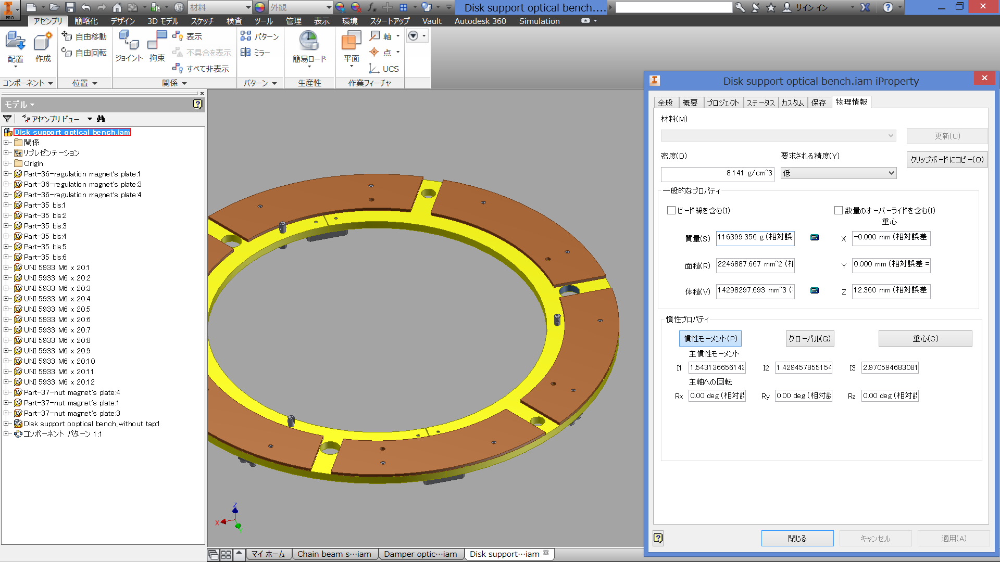 PRO
材料
外観
Disk support optical bench....
サイン イン
アセンブリ 簡略化 デザイン 3D モデル スケッチ 検査 ツール 管理 表示 環境 スタートアップ Vault Autodesk 360 Simulation
配置
作成
自由移動
自由回転
ジョイント
拘束
表示
不具合を表示
すべて非表示
パターン
ミラー
簡易ロード
平面
軸
点
UCS
コンポーネント 位置 関係 パターン 生産性 作業フィーチャ
モデル
アセンブリ ビュー
Disk support optical bench.iam
関係
リプレゼンテーション
Origin
Part-36-regulation magnet's plate:1
Part-36-regulation magnet's plate:3
Part-36-regulation magnet's plate:4
Part-35 bis:1
Part-35 bis:2
Part-35 bis:3
Part-35 bis:4
Part-35 bis:5
Part-35 bis:6
UNI 5933 M6 x 20:1
UNI 5933 M6 x 20:2
UNI 5933 M6 x 20:3
UNI 5933 M6 x 20:4
UNI 5933 M6 x 20:5
UNI 5933 M6 x 20:6
UNI 5933 M6 x 20:7
UNI 5933 M6 x 20:8
UNI 5933 M6 x 20:9
UNI 5933 M6 x 20:10
UNI 5933 M6 x 20:11
UNI 5933 M6 x 20:12
Part-37-nut magnet's plate:4
Part-37-nut magnet's plate:1
Part-37-nut magnet's plate:3
Disk support ooptical bench_without tap:1
コンポーネント パターン 1:1
Z
X
Y
マイ ホーム
Chain beam s···iam
Damper optic···iam
Disk support···iam
Disk support optical bench.iam iProperty
全般 概要 プロジェクト ステータス カスタム 保存 物理情報
材料(M)
更新(U)
密度(D)
要求される精度(Y)
クリップボードにコピー(O)
8.141 g/cm^3
低
一般的なプロパティ
ビード線を含む(I)
数量のオーバーライドを含む(I)
重心
質量(S) 116399.356 g (相対誤
X -0.000 mm (相対誤差
面積(R) 2246887.667 mm^2 (
Y 0.000 mm (相対誤差 =
体積(V) 14298297.693 mm^3 (
Z 12.360 mm (相対誤差
慣性プロパティ
慣性モーメント(P)
グローバル(G)
重心(C)
主慣性モーメント
I1 1.543136656143
I2 1.429457855154
I3 2.970594683081
主軸への回転
Rx 0.00 deg (相対
Ry 0.00 deg (相対
Rz 0.00 deg (相対
閉じる
キャンセル
適用(A)